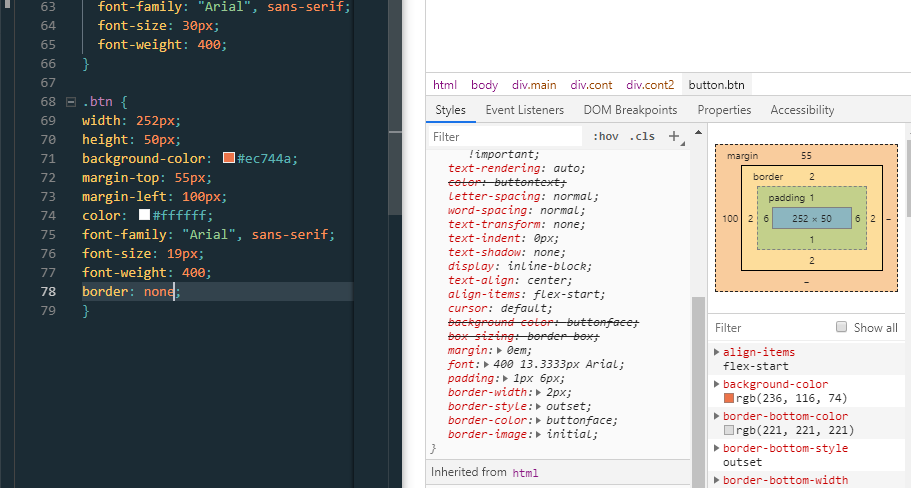 63 font-family: "Arial", sans-serif;
64 font-size: 30px;
65 font-weight: 400;
66 }
67
68 .btn {
69 width: 252px;
70 height: 50px;
71 background-color: #ec744a;
72 margin-top: 55px;
73 margin-left: 100px;
74 color: #ffffff;
75 font-family: "Arial", sans-serif;
76 font-size: 19px;
77 font-weight: 400;
78 border: none;
79 }
html body div.main div.cont div.cont2 button.btn
Styles Event Listeners DOM Breakpoints Properties Accessibility
Filter :hov .cls +
!important;
text-rendering: auto;
color: buttontext;
letter-spacing: normal;
word-spacing: normal;
text-transform: none;
text-indent: 0px;
text-shadow: none;
display: inline-block;
text-align: center;
align-items: flex-start;
cursor: default;
background-color: buttonface;
box-sizing: border-box;
margin: 0em;
font: 400 13.3333px Arial;
padding: 1px 6px;
border-width: 2px;
border-style: outset;
border-color: buttonface;
border-image: initial;
}
Inherited from html
margin 55
border 2
padding 1
100 2 6 252 × 50 6 2 –
1
2
–
Filter Show all
align-items
flex-start
background-color
rgb(236, 116, 74)
border-bottom-color
rgb(221, 221, 221)
border-bottom-style
outset
border-bottom-width